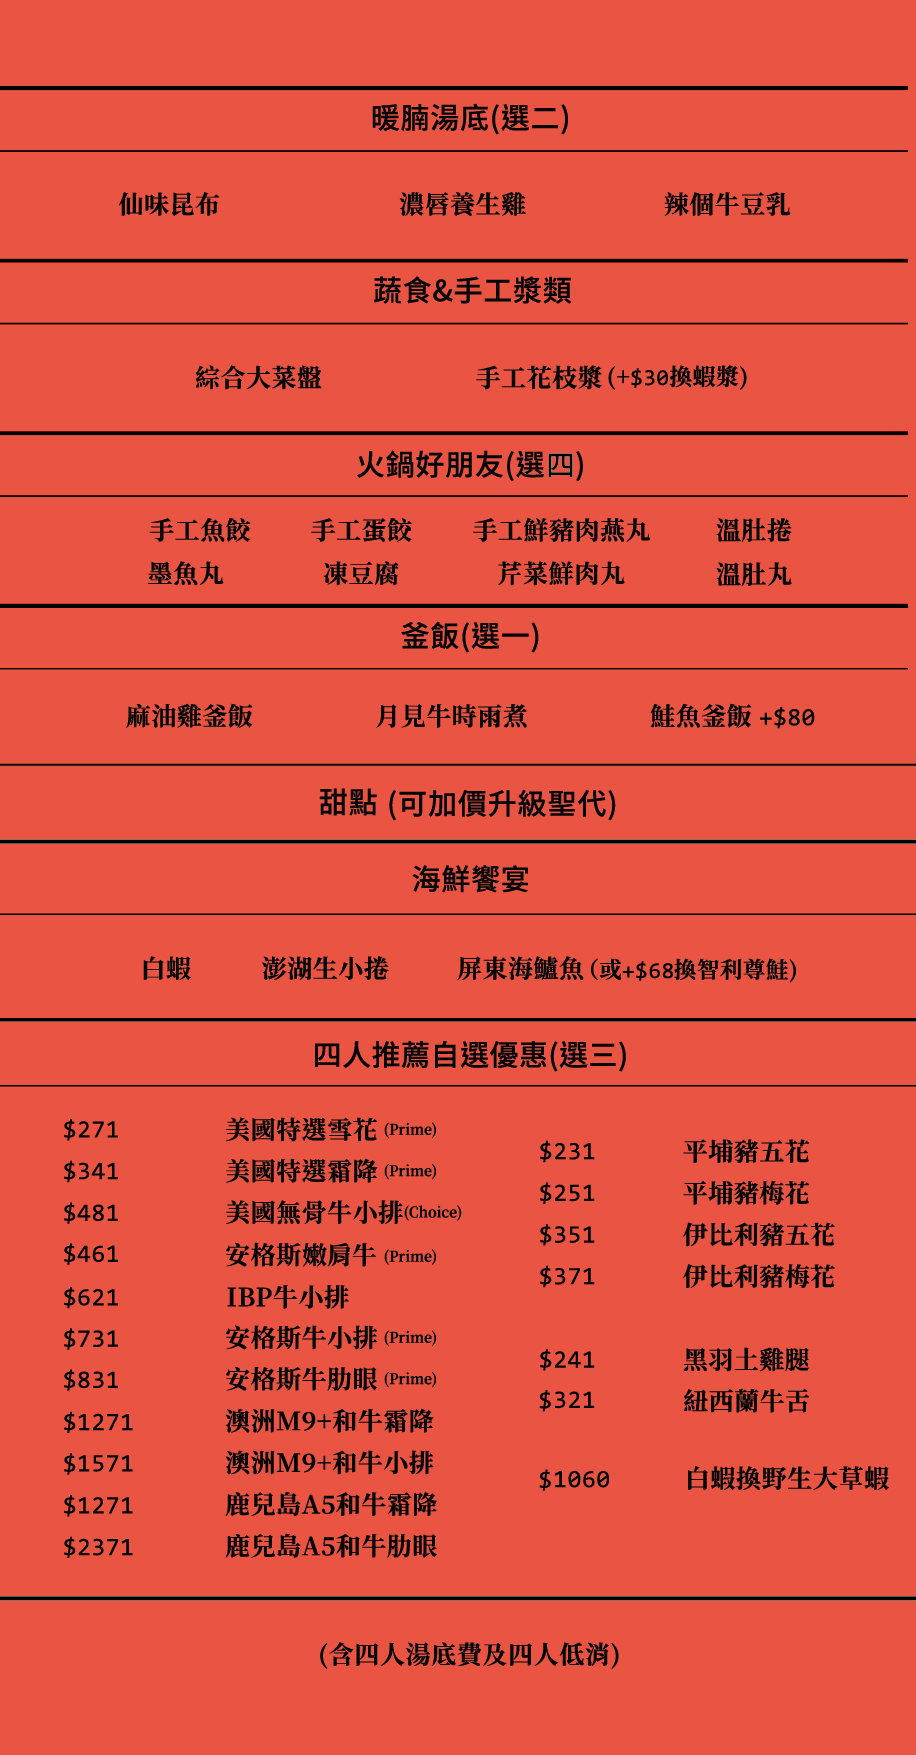 暖腩湯底(選二)
仙味昆布 濃唇養生雞 辣個牛豆乳
蔬食&手工漿類
綜合大菜盤 手工花枝漿 (+$30換蝦漿)
火鍋好朋友(選四)
手工魚餃 手工蛋餃 手工鮮豬肉燕丸 溫肚捲
墨魚丸 凍豆腐 芹菜鮮肉丸 溫肚丸
釜飯(選一)
麻油雞釜飯 月見牛時雨煮 鮭魚釜飯 +$80
甜點 (可加價升級聖代)
海鮮饗宴
白蝦 澎湖生小捲 屏東海鱸魚 (或+$68換智利尊鮭)
四人推薦自選優惠(選三)
$271 美國特選雪花 (Prime)
$341 美國特選霜降 (Prime)
$481 美國無骨牛小排(Choice)
$461 安格斯嫩肩牛 (Prime)
$621 IBP牛小排
$731 安格斯牛小排 (Prime)
$831 安格斯牛肋眼 (Prime)
$1271 澳洲M9+和牛霜降
$1571 澳洲M9+和牛小排
$1271 鹿兒島A5和牛霜降
$2371 鹿兒島A5和牛肋眼
$231 平埔豬五花
$251 平埔豬梅花
$351 伊比利豬五花
$371 伊比利豬梅花
$241 黑羽土雞腿
$321 紐西蘭牛舌
$1060 白蝦換野生大草蝦
(含四人湯底費及四人低消)